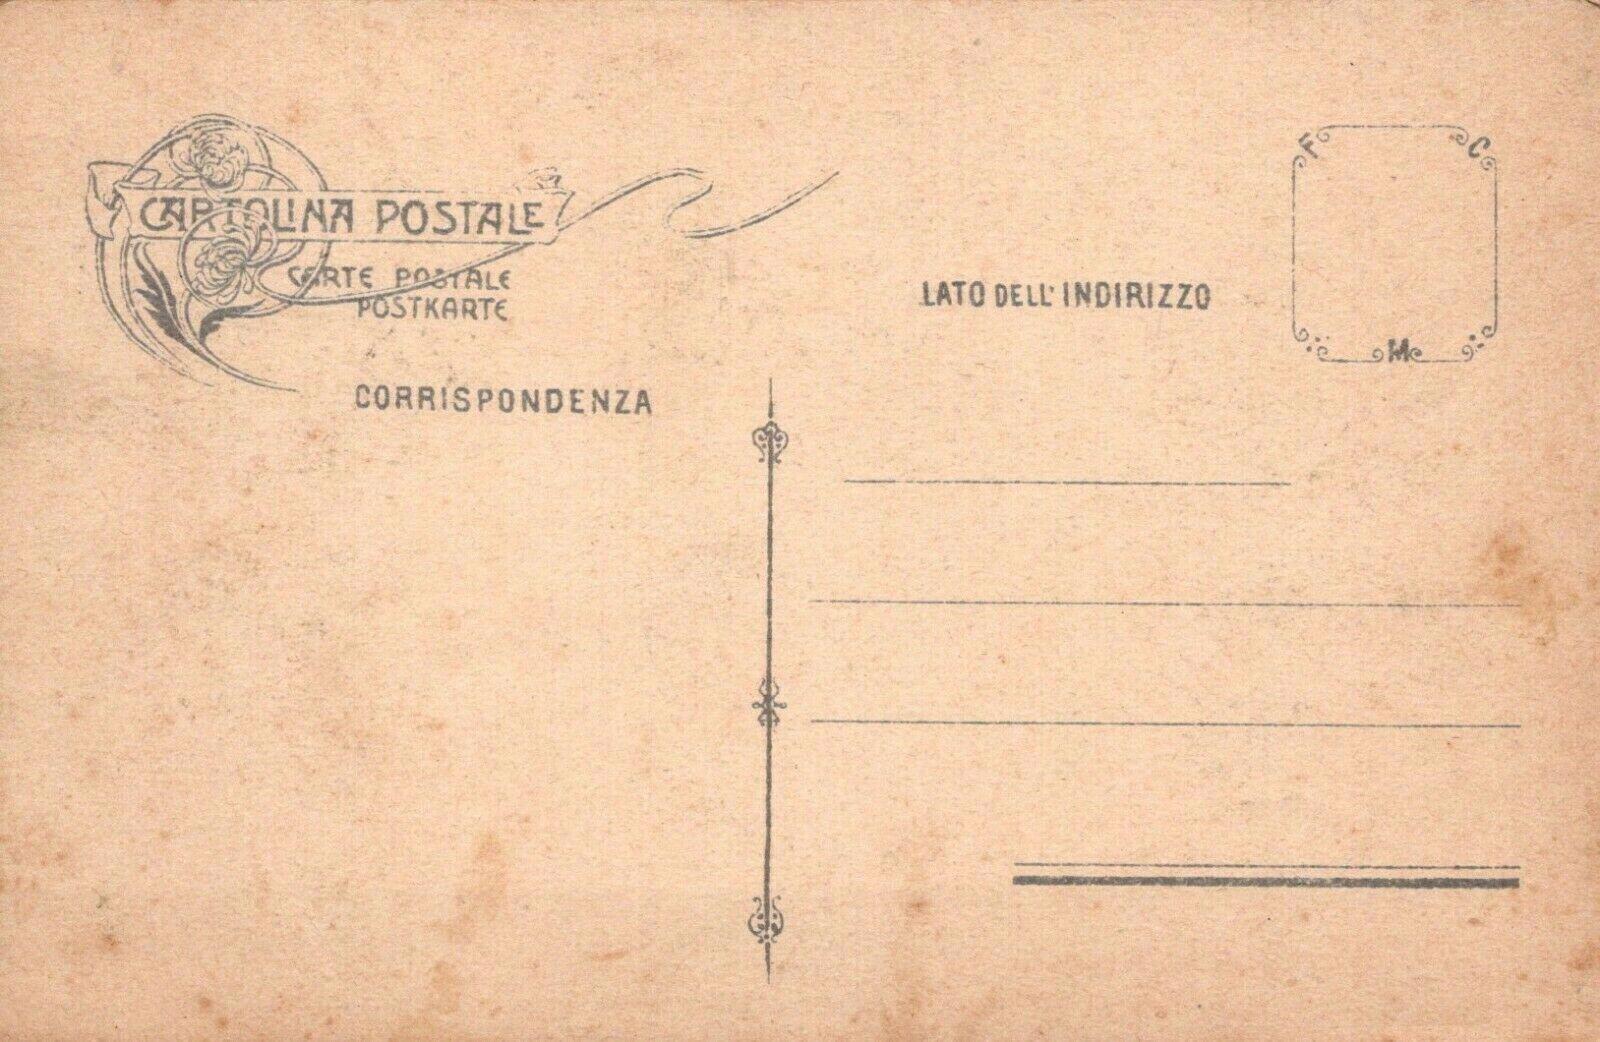 CARTOLINA POSTALE
CARTE POSTALE
POSTKARTE
CORRISPONDENZA
LATO DELL' INDIRIZZO
F C
M